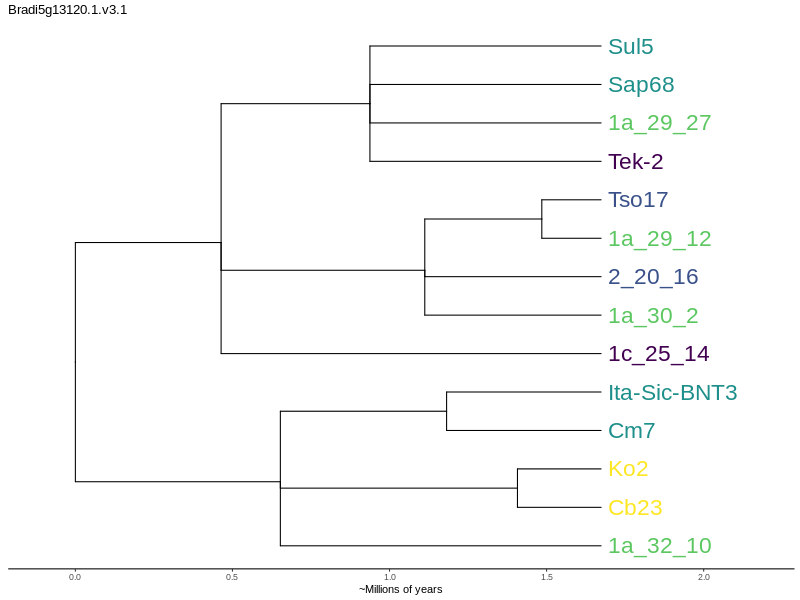 Bradi5g13120.1.v3.1
Sul5
Sap68
1a_29_27
Tek-2
Tso17
1a_29_12
2_20_16
1a_30_2
1c_25_14
Ita-Sic-BNT3
Cm7
Ko2
Cb23
1a_32_10
0.0 0.5 1.0 1.5 2.0
~Millions of years